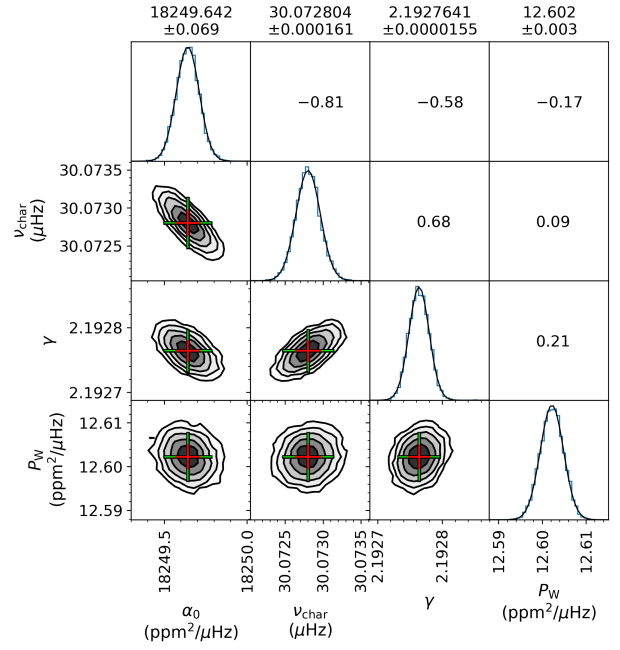 18249.642 30.072804 2.1927641 12.602
±0.069 ±0.000161 ±0.0000155 ±0.003
−0.81 −0.58 −0.17
30.0735
30.0730
30.0725
ν_char
(μHz)
0.68 0.09
2.1928
2.1927
γ
0.21
12.61
12.60
12.59
P_W
(ppm²/μHz)
18249.5 18250.0 30.0725 30.0730 30.0735 2.1927 2.1928 12.59 12.60 12.61
α₀ ν_char γ P_W
(ppm²/μHz) (μHz) (ppm²/μHz)